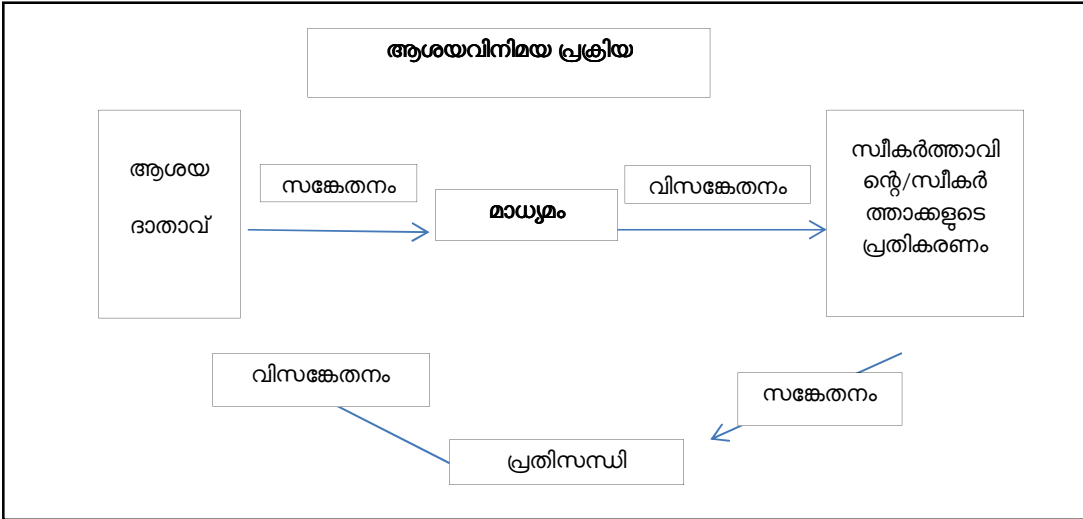 ആശയവിനിമയ പ്രക്രിയ
ആശയ
ദാതാവ്
സങ്കേതനം
മാധ്യമം
വിസങ്കേതനം
സ്വീകർത്താവി
ന്റെ/സ്വീകർ
ത്താക്കളുടെ
പ്രതികരണം
വിസങ്കേതനം
സങ്കേതനം
പ്രതിസന്ധി